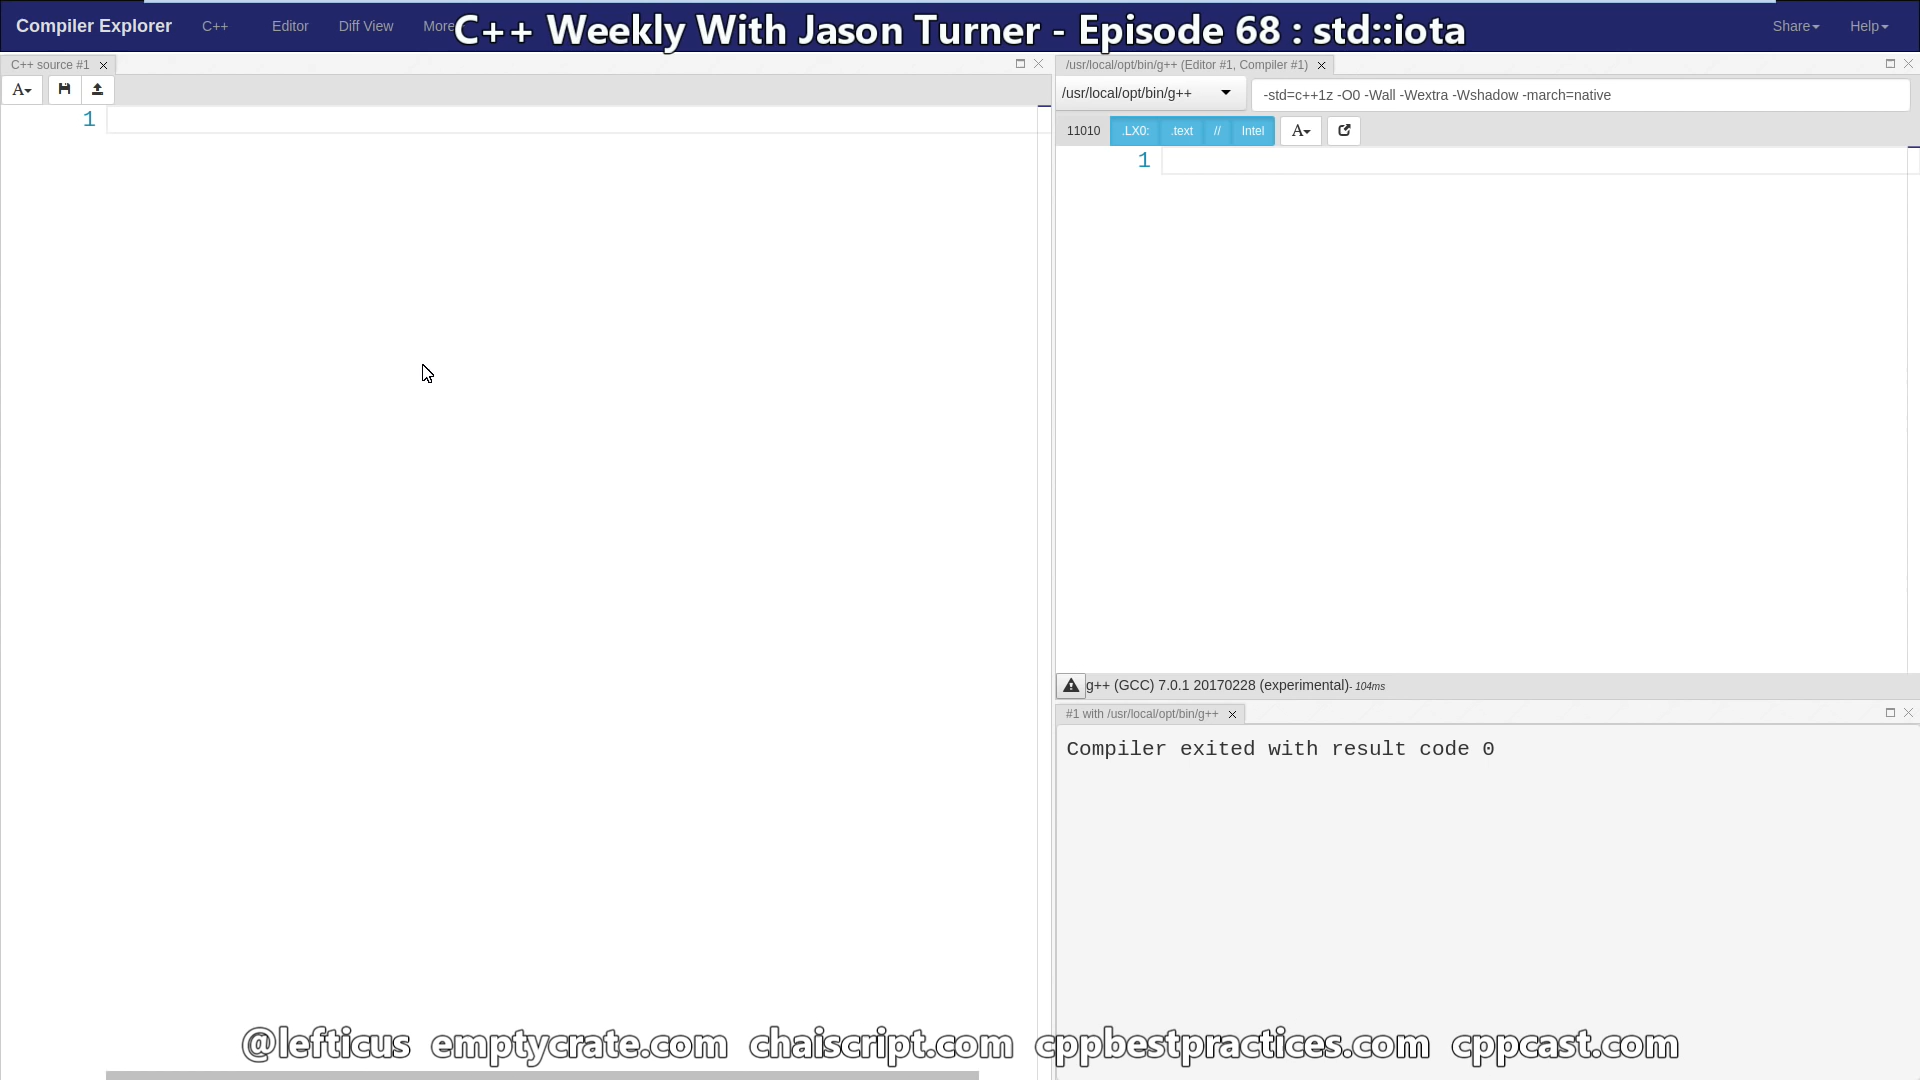 Compiler Explorer C++ Editor Diff View More
C++ Weekly With Jason Turner - Episode 68 : std::iota
Share Help
C++ source #1
A
1
/usr/local/opt/bin/g++ (Editor #1, Compiler #1)
/usr/local/opt/bin/g++ -std=c++1z -O0 -Wall -Wextra -Wshadow -march=native
11010 .LX0: .text // Intel A
1
g++ (GCC) 7.0.1 20170228 (experimental) - 104ms
#1 with /usr/local/opt/bin/g++
Compiler exited with result code 0
@lefticus emptycrate.com chaiscript.com cppbestpractices.com cppcast.com